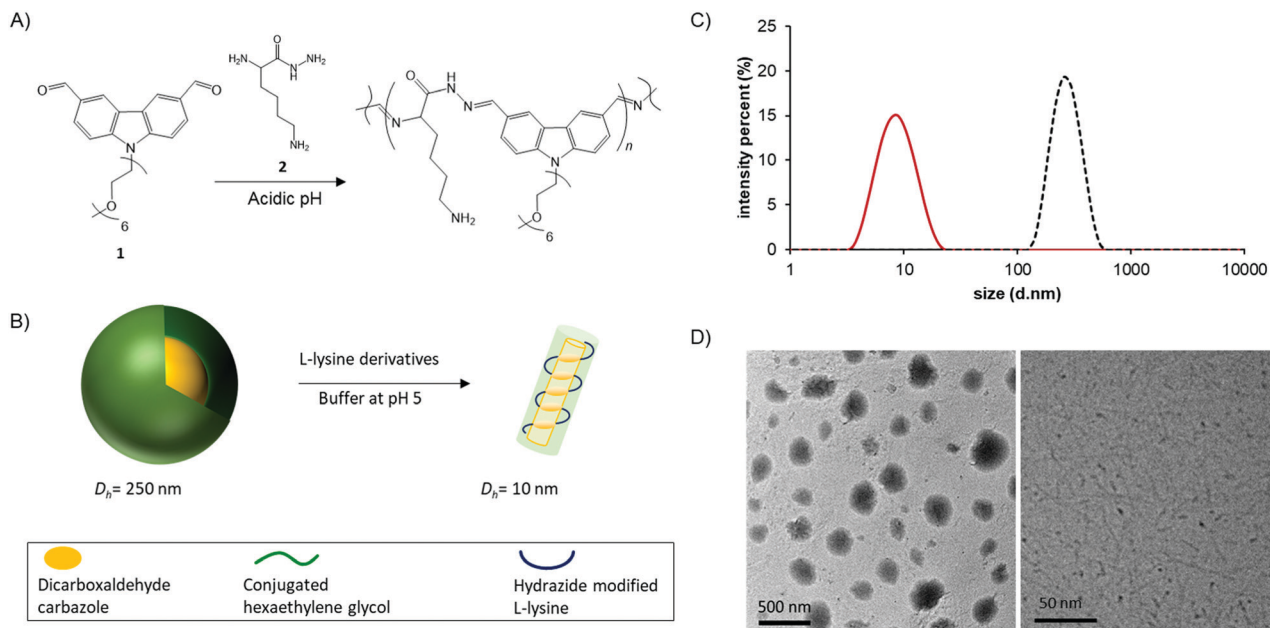 A)
O
O
N
O
6
1
H₂N
O
N
H
NH₂
NH₂
2
Acidic pH
N
O
H
N
N
NH₂
N
O
6
N
n
B)
L-lysine derivatives
Buffer at pH 5
Dₕ= 250 nm
Dₕ= 10 nm
Dicarboxaldehyde
carbazole
Conjugated
hexaethylene glycol
Hydrazide modified
L-lysine
C)
intensity percent (%)
25
20
15
10
5
0
1
10
100
1000
10000
size (d.nm)
D)
500 nm
50 nm